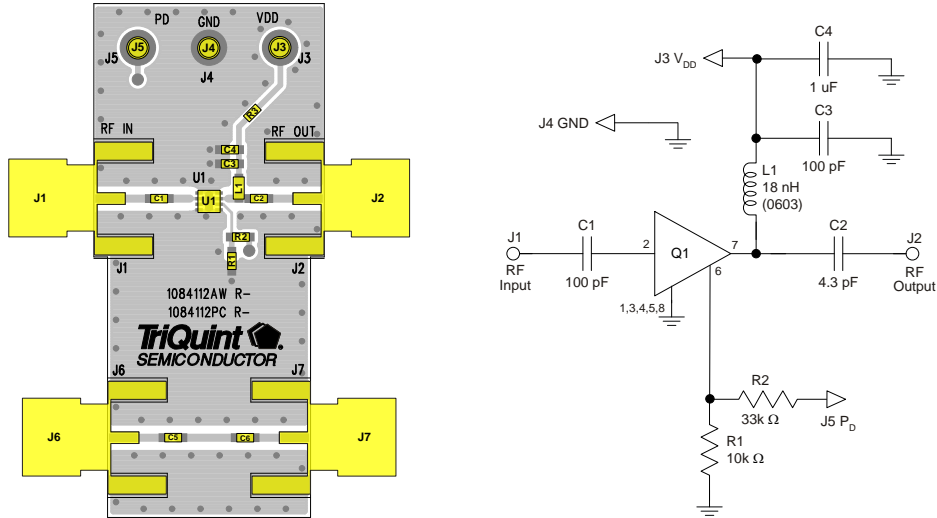 PD
GND
VDD
J5
J4
J3
J5
J4
J3
R3
RF IN
RF OUT
C4
C3
U1
L1
J1
C1
U1
C2
J2
R2
R1
J1
J2
1084112AW R-
1084112PC R-
TriQuint
SEMICONDUCTOR
J6
J7
J6
C5
C6
J7
C4
J3 VDD
1 uF
J4 GND
C3
100 pF
L1
18 nH
(0603)
J1
RF
Input
C1
100 pF
2
Q1
7
6
1,3,4,5,8
C2
4.3 pF
J2
RF
Output
R2
33k Ω
J5 PD
R1
10k Ω